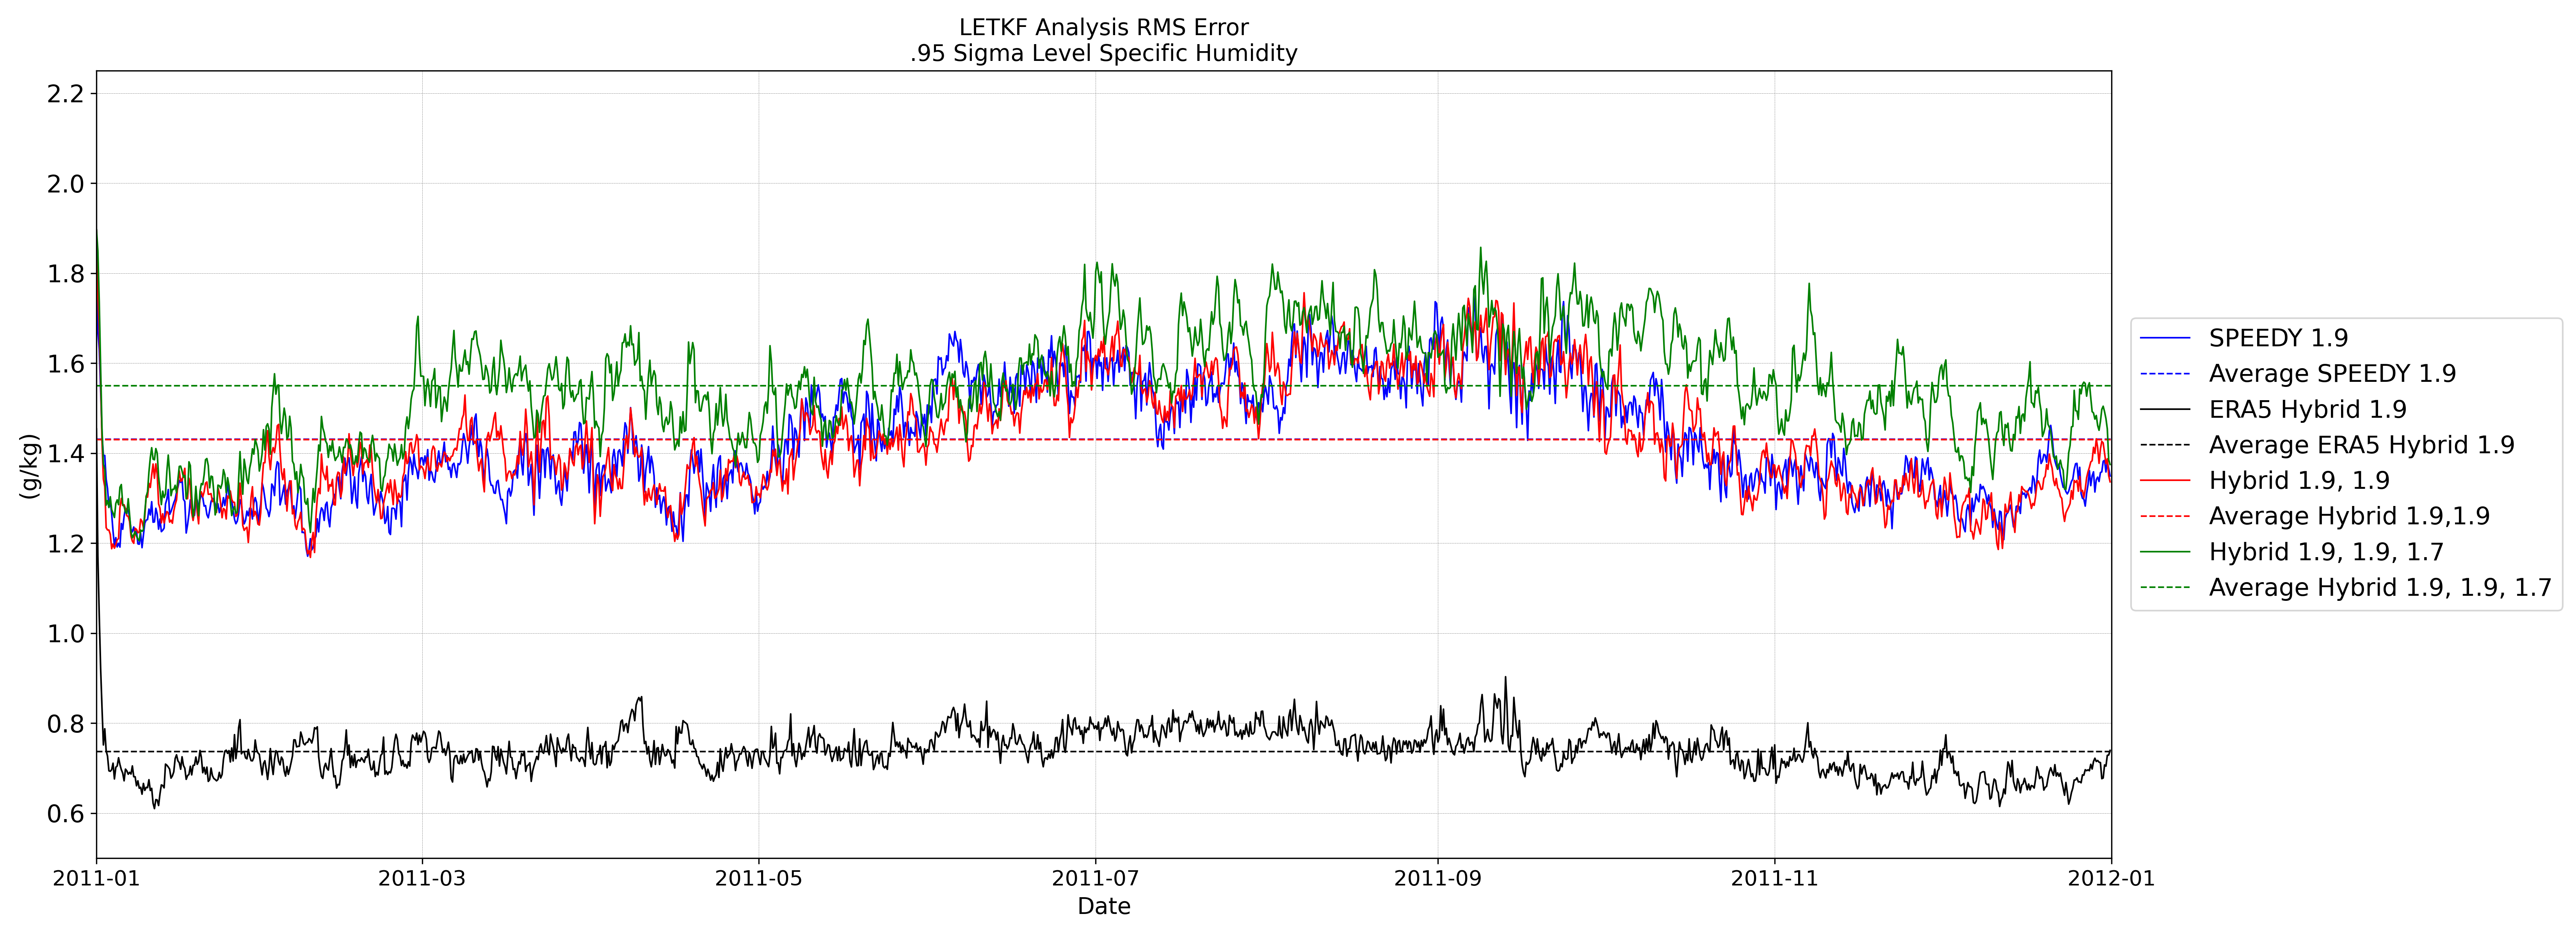 LETKF Analysis RMS Error
.95 Sigma Level Specific Humidity
2.2
2.0
1.8
1.6
1.4
1.2
1.0
0.8
0.6
(g/kg)
2011-01
2011-03
2011-05
2011-07
2011-09
2011-11
2012-01
Date
SPEEDY 1.9
Average SPEEDY 1.9
ERA5 Hybrid 1.9
Average ERA5 Hybrid 1.9
Hybrid 1.9, 1.9
Average Hybrid 1.9,1.9
Hybrid 1.9, 1.9, 1.7
Average Hybrid 1.9, 1.9, 1.7